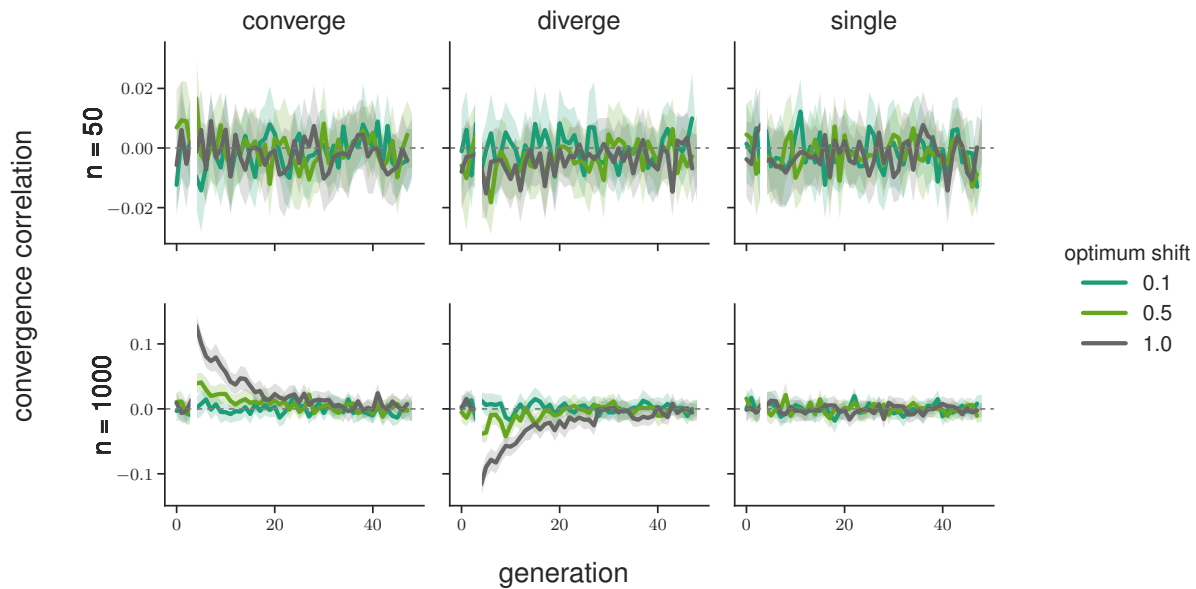 converge
diverge
single
convergence correlation
n = 50
0.02
0.00
−0.02
optimum shift
0.1
0.5
1.0
n = 1000
0.1
0.0
−0.1
0 20 40
0 20 40
0 20 40
generation